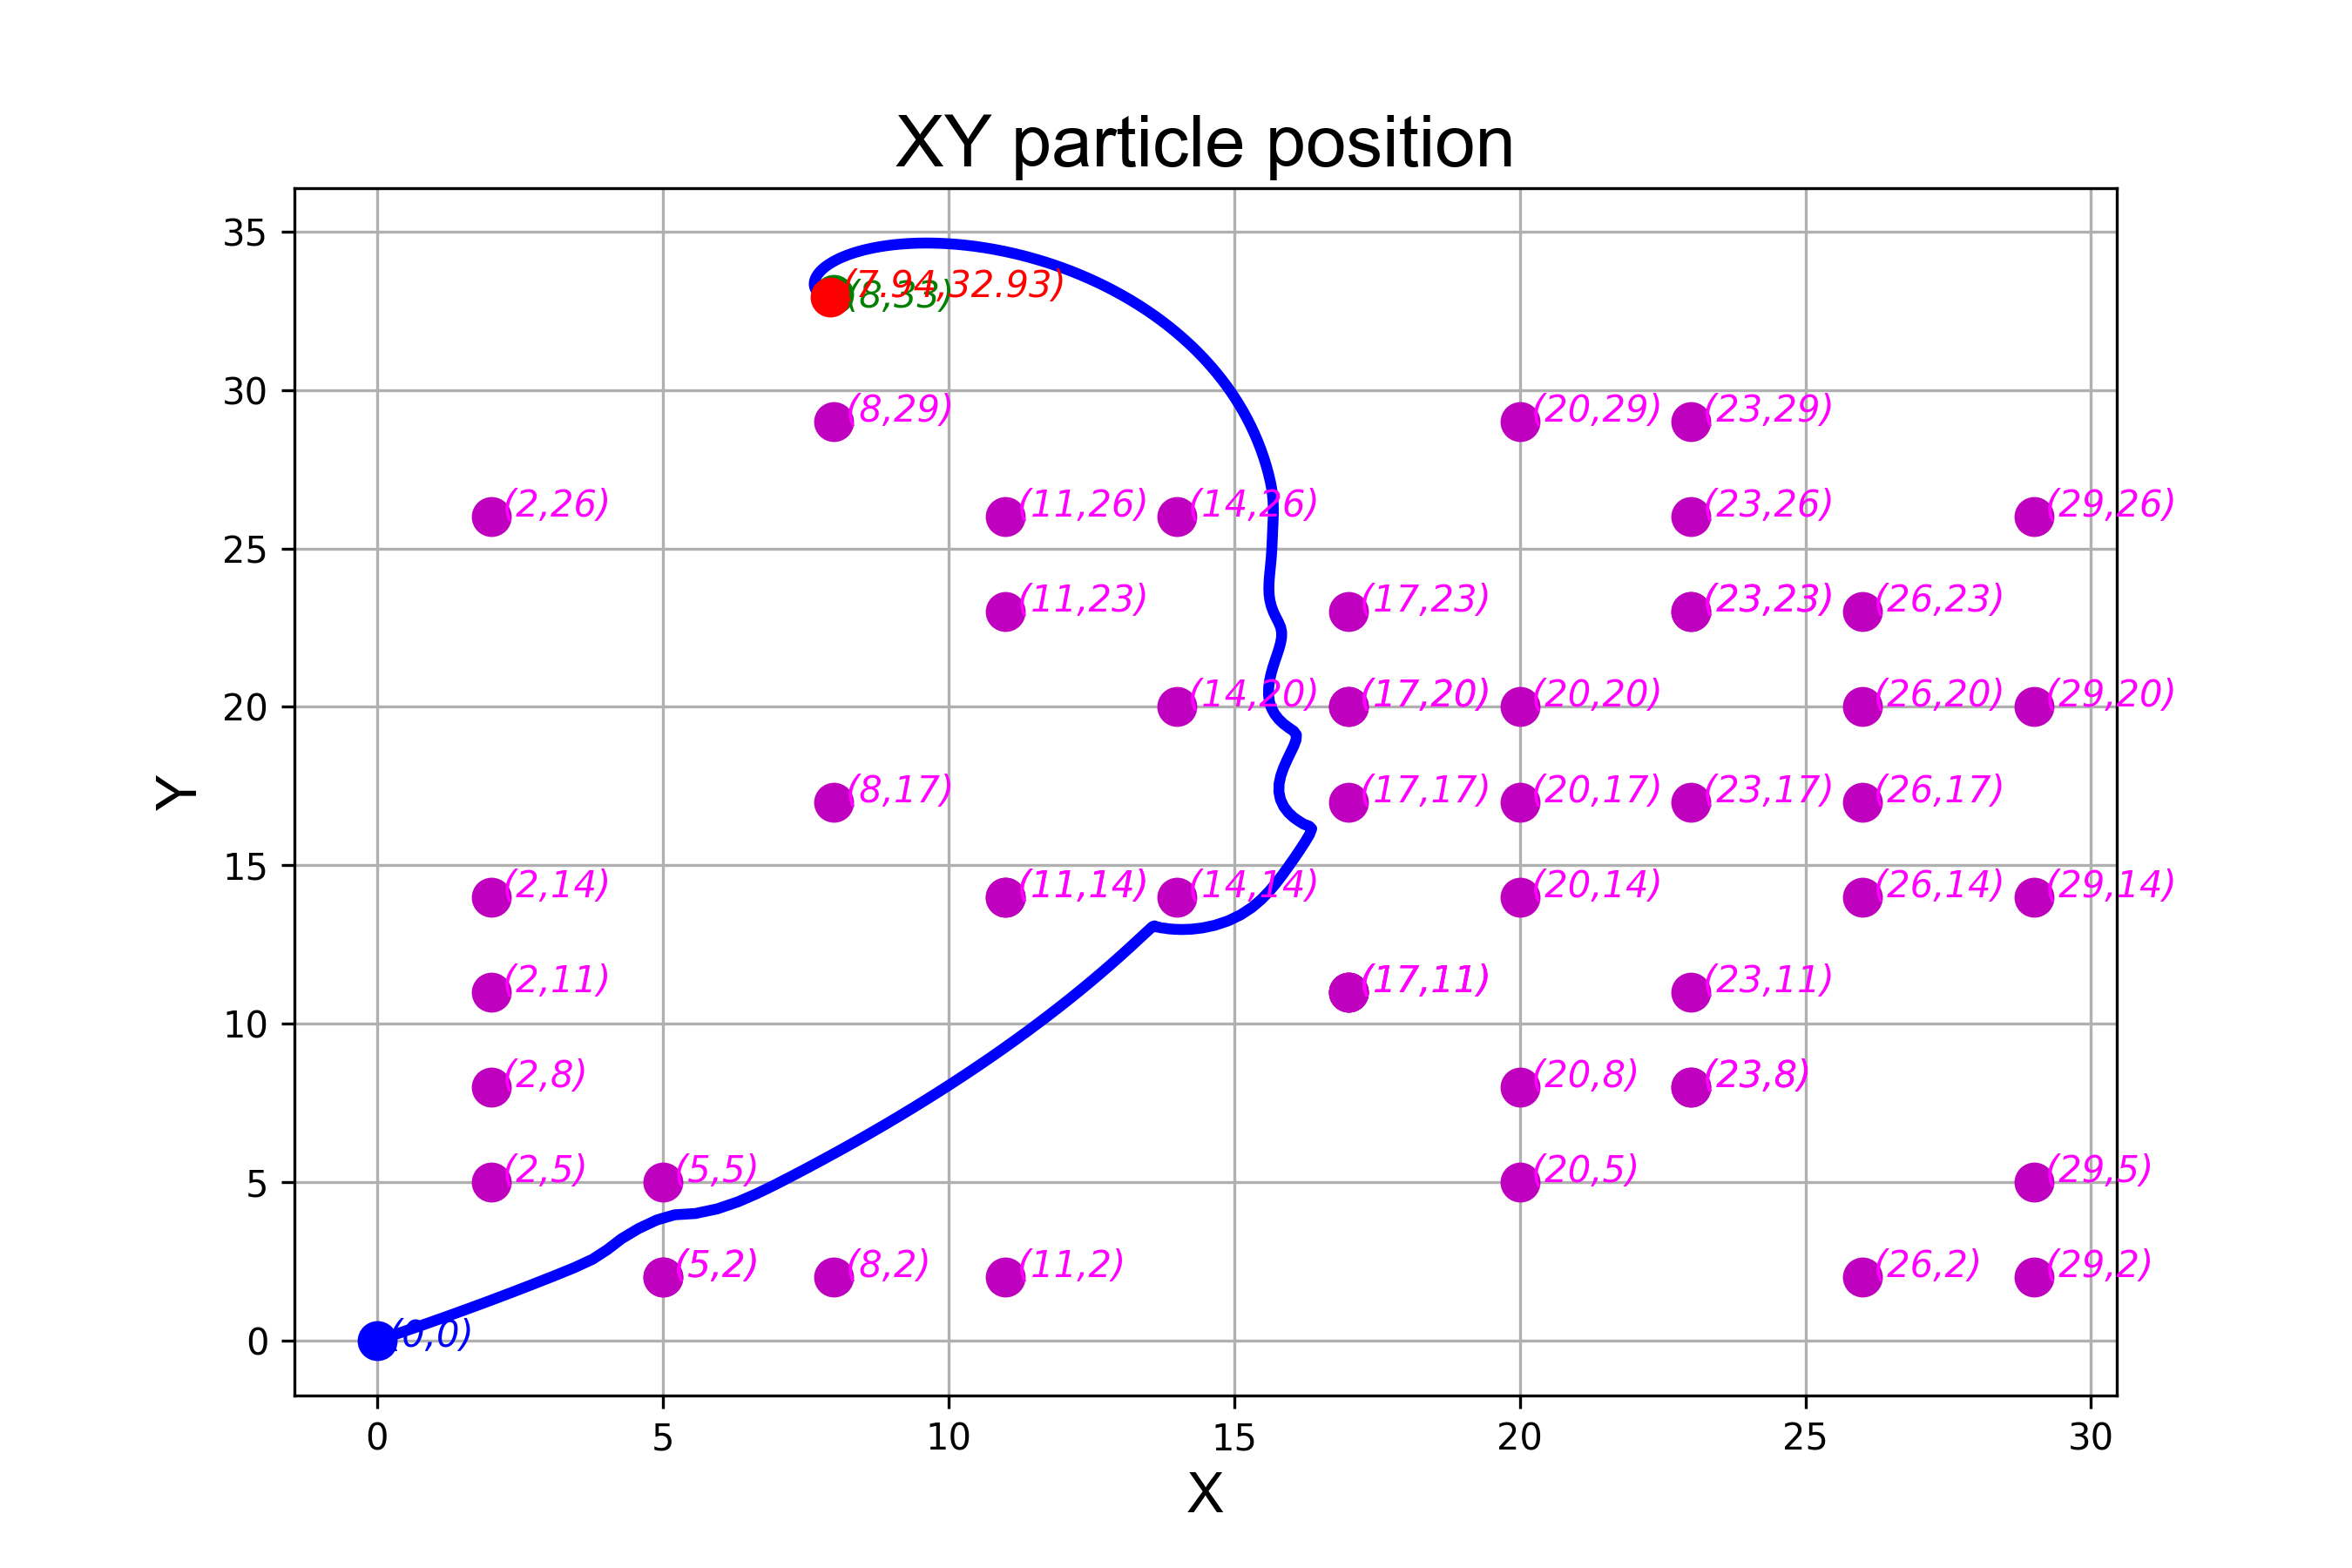 XY particle position
35
(7.94,32.93)
(8,33)
30
(8,29) (20,29) (23,29)
(2,26) (11,26) (14,26) (23,26) (29,26)
25
(11,23) (17,23) (23,23) (26,23)
20 (14,20) (17,20) (20,20) (26,20) (29,20)
Y
(8,17) (17,17) (20,17) (23,17) (26,17)
15
(2,14) (11,14) (14,14) (20,14) (26,14) (29,14)
(2,11) (17,11) (23,11)
10
(2,8) (20,8) (23,8)
5 (2,5) (5,5) (20,5) (29,5)
(5,2) (8,2) (11,2) (26,2) (29,2)
0 (0,0)
0 5 10 15 20 25 30
X